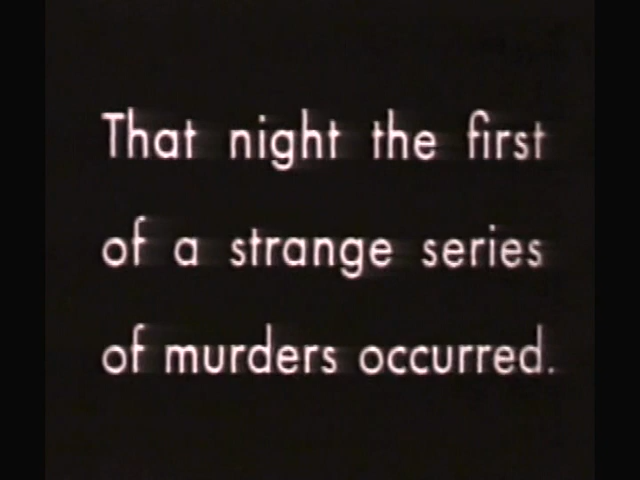 That night the first
of a strange series
of murders occurred.